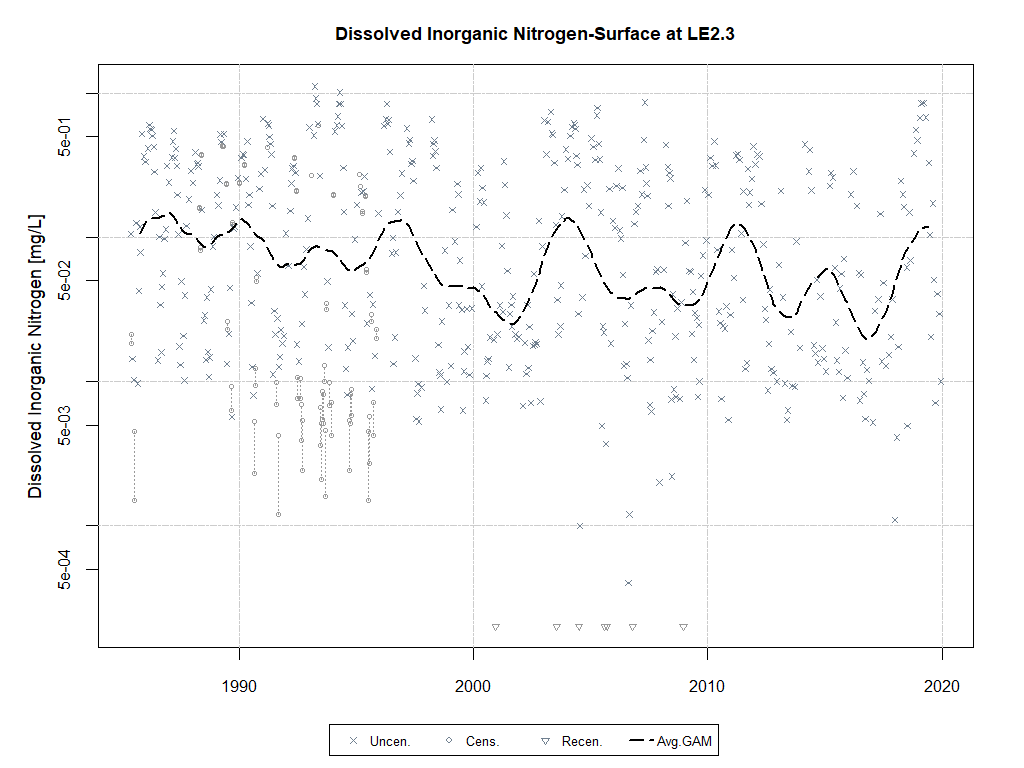 Dissolved Inorganic Nitrogen-Surface at LE2.3
Dissolved Inorganic Nitrogen [mg/L]
5e-01
5e-02
5e-03
5e-04
1990 2000 2010 2020
Uncen. Cens. Recen. Avg.GAM